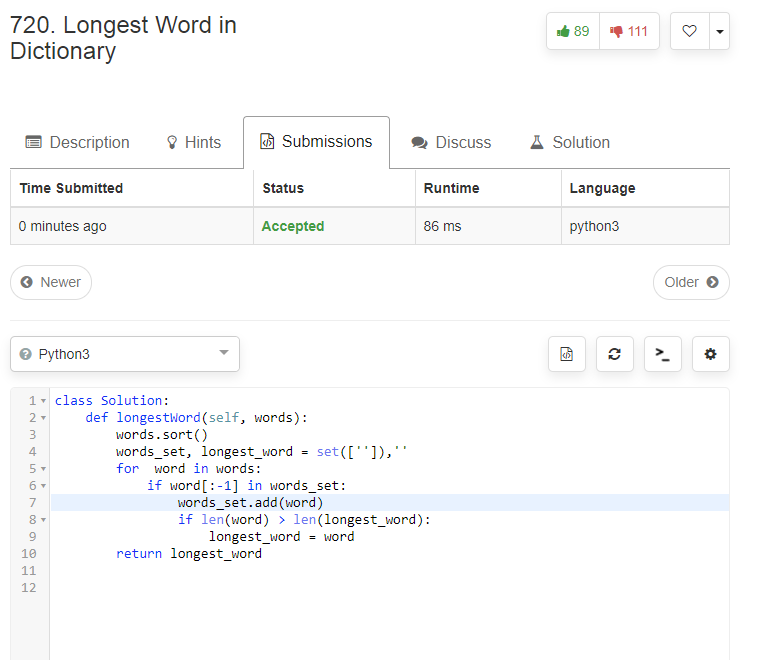 720. Longest Word in
Dictionary
89 111
Description Hints Submissions Discuss Solution
Time Submitted Status Runtime Language
0 minutes ago Accepted 86 ms python3
Newer Older
Python3
1 class Solution:
2     def longestWord(self, words):
3         words.sort()
4         words_set, longest_word = set(['']),''
5         for  word in words:
6             if word[:-1] in words_set:
7                 words_set.add(word)
8                 if len(word) > len(longest_word):
9                     longest_word = word
10         return longest_word
11
12